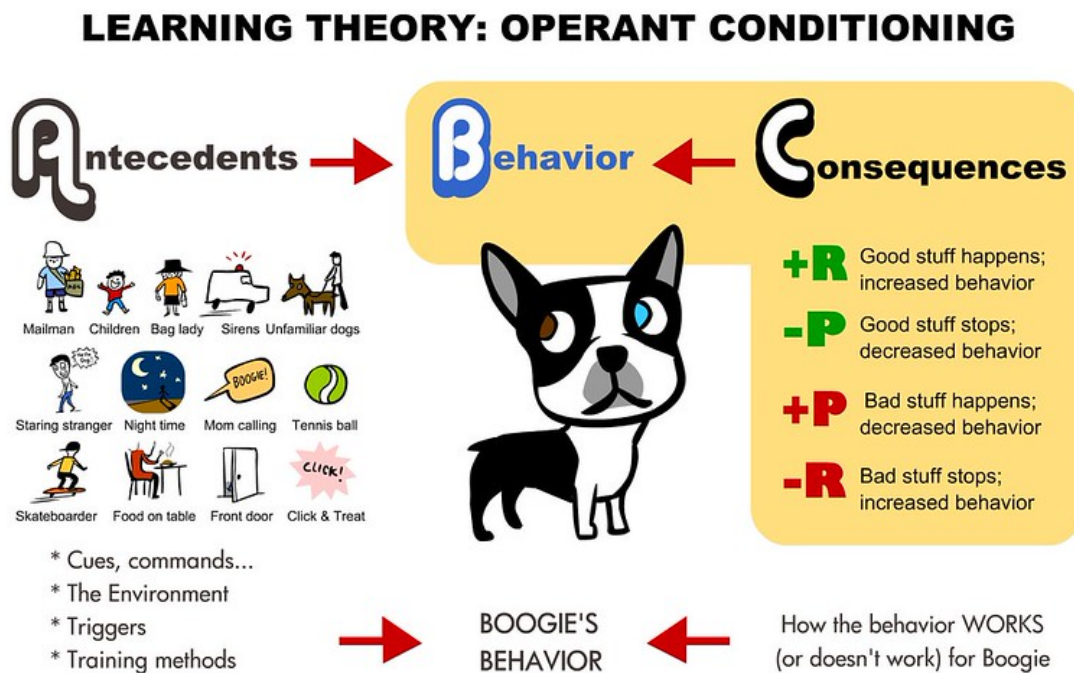 LEARNING THEORY: OPERANT CONDITIONING
Antecedents
Behavior
Consequences
Mailman Children Bag lady Sirens Unfamiliar dogs
Staring stranger Night time Mom calling Tennis ball
BOOGIE!
Skateboarder Food on table Front door Click & Treat
CLICK!
* Cues, commands...
* The Environment
* Triggers
* Training methods
BOOGIE'S
BEHAVIOR
+R Good stuff happens;
increased behavior
-P Good stuff stops;
decreased behavior
+P Bad stuff happens;
decreased behavior
-R Bad stuff stops;
increased behavior
How the behavior WORKS
(or doesn't work) for Boogie